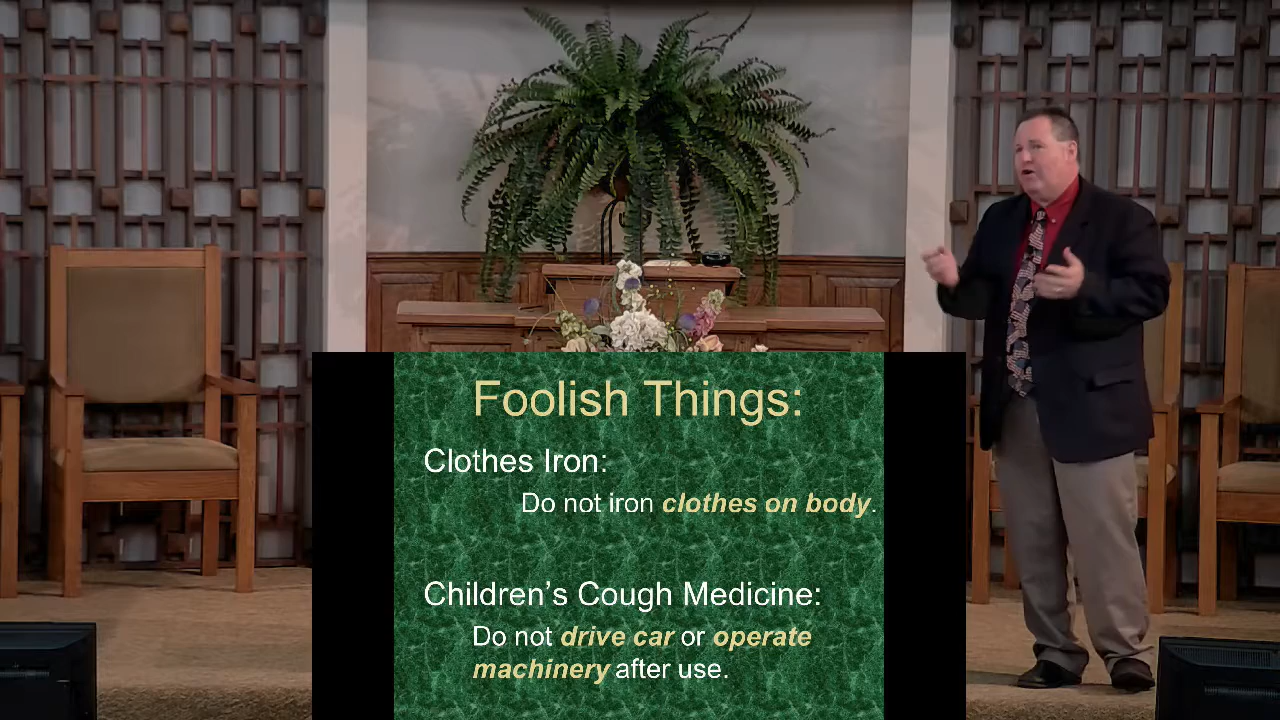 Foolish Things:
Clothes Iron:
Do not iron clothes on body.
Children’s Cough Medicine:
Do not drive car or operate
machinery after use.